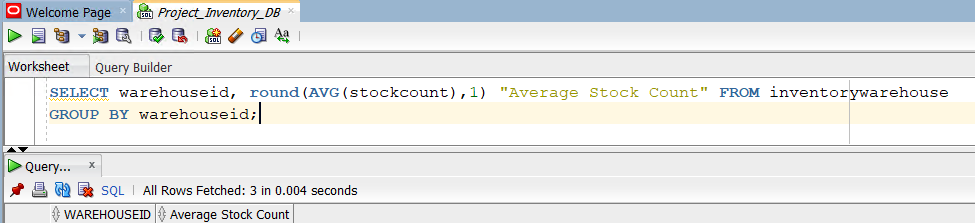 Welcome Page Project_Inventory_DB
Worksheet Query Builder
SELECT warehouseid, round(AVG(stockcount),1) "Average Stock Count" FROM inventorywarehouse
GROUP BY warehouseid;
Query... x
SQL All Rows Fetched: 3 in 0.004 seconds
WAREHOUSEID Average Stock Count